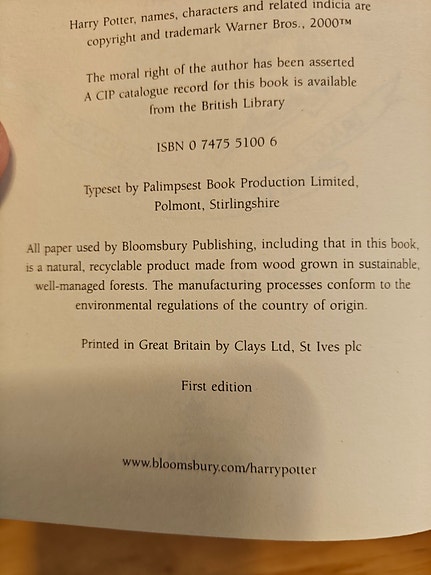 Harry Potter, names, characters and related indicia are
copyright and trademark Warner Bros., 2000™
The moral right of the author has been asserted
A CIP catalogue record for this book is available
from the British Library
ISBN 0 7475 5100 6
Typeset by Palimpsest Book Production Limited,
Polmont, Stirlingshire
All paper used by Bloomsbury Publishing, including that in this book,
is a natural, recyclable product made from wood grown in sustainable,
well-managed forests. The manufacturing processes conform to the
environmental regulations of the country of origin.
Printed in Great Britain by Clays Ltd, St Ives plc
First edition
www.bloomsbury.com/harrypotter